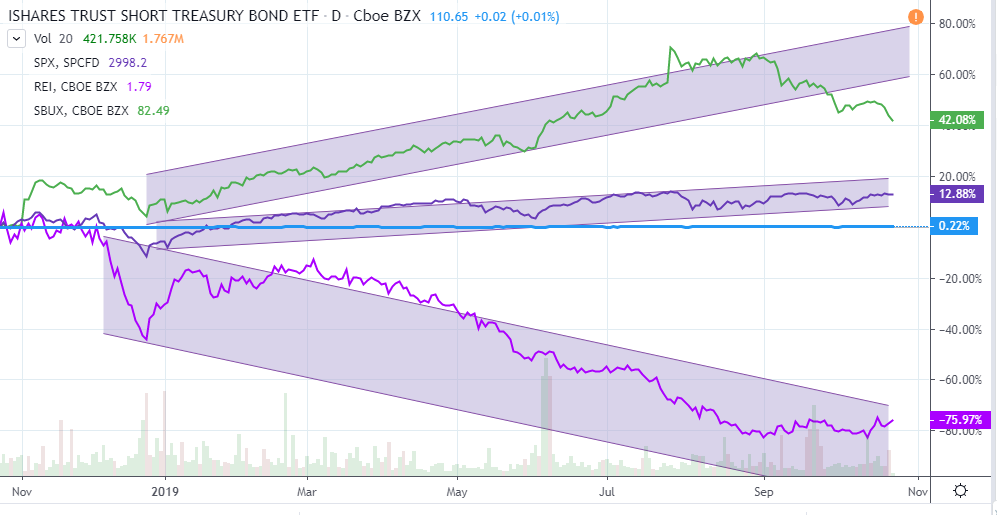 ISHARES TRUST SHORT TREASURY BOND ETF · D · Cboe BZX 110.65 +0.02 (+0.01%)
Vol 20 421.758K 1.767M
SPX, SPCFD 2998.2
REI, CBOE BZX 1.79
SBUX, CBOE BZX 82.49
!
80.00%
60.00%
42.08%
20.00%
12.88%
0.22%
−20.00%
−40.00%
−60.00%
−75.97%
−80.00%
Nov 2019 Mar May Jul Sep Nov